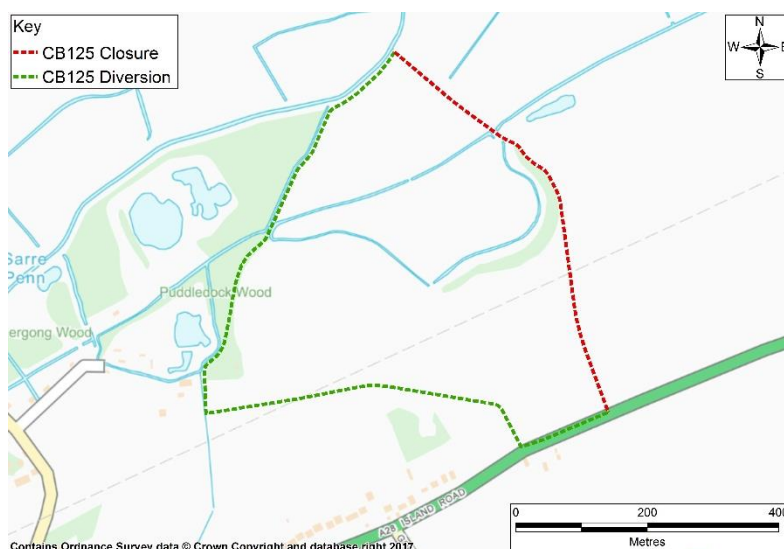 Key
CB125 Closure
CB125 Diversion
N
W
E
S
Sarre
Penn
Puddledock Wood
ergong Wood
A28 ISLAND ROAD
0
200
400
Metres
Contains Ordnance Survey data © Crown Copyright and database right 2017